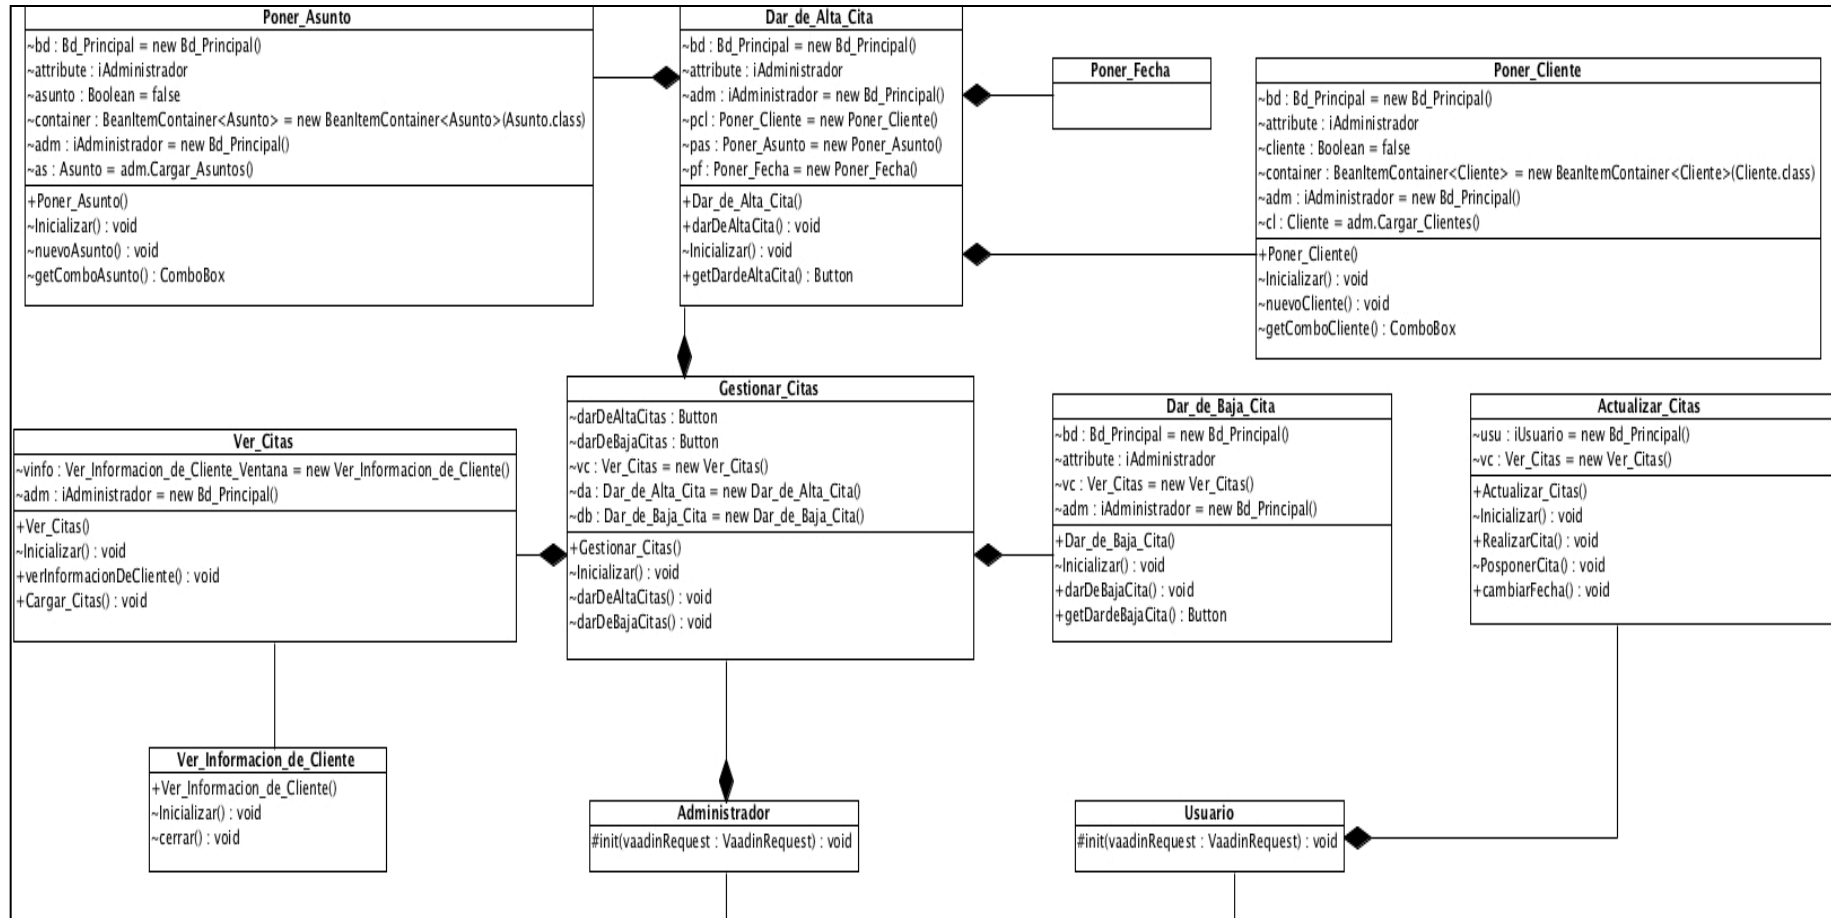 Poner_Asunto
~bd : Bd_Principal = new Bd_Principal()
~attribute : iAdministrador
~asunto : Boolean = false
~container : BeanItemContainer<Asunto> = new BeanItemContainer<Asunto>(Asunto.class)
~adm : iAdministrador = new Bd_Principal()
~as : Asunto = adm.Cargar_Asuntos()
+Poner_Asunto()
~Inicializar() : void
~nuevoAsunto() : void
~getComboAsunto() : ComboBox
Dar_de_Alta_Cita
~bd : Bd_Principal = new Bd_Principal()
~attribute : iAdministrador
~adm : iAdministrador = new Bd_Principal()
~pcl : Poner_Cliente = new Poner_Cliente()
~pas : Poner_Asunto = new Poner_Asunto()
~pf : Poner_Fecha = new Poner_Fecha()
+Dar_de_Alta_Cita()
+darDeAltaCita() : void
~Inicializar() : void
+getDardeAltaCita() : Button
Poner_Fecha
Poner_Cliente
~bd : Bd_Principal = new Bd_Principal()
~attribute : iAdministrador
~cliente : Boolean = false
~container : BeanItemContainer<Cliente> = new BeanItemContainer<Cliente>(Cliente.class)
~adm : iAdministrador = new Bd_Principal()
~cl : Cliente = adm.Cargar_Clientes()
+Poner_Cliente()
~Inicializar() : void
~nuevoCliente() : void
~getComboCliente() : ComboBox
Ver_Citas
~vinfo : Ver_Informacion_de_Cliente_Ventana = new Ver_Informacion_de_Cliente()
~adm : iAdministrador = new Bd_Principal()
+Ver_Citas()
~Inicializar() : void
+verInformacionDeCliente() : void
+Cargar_Citas() : void
Gestionar_Citas
~darDeAltaCitas : Button
~darDeBajaCitas : Button
~vc : Ver_Citas = new Ver_Citas()
~da : Dar_de_Alta_Cita = new Dar_de_Alta_Cita()
~db : Dar_de_Baja_Cita = new Dar_de_Baja_Cita()
+Gestionar_Citas()
~Inicializar() : void
~darDeAltaCitas() : void
~darDeBajaCitas() : void
Dar_de_Baja_Cita
~bd : Bd_Principal = new Bd_Principal()
~attribute : iAdministrador
~vc : Ver_Citas = new Ver_Citas()
~adm : iAdministrador = new Bd_Principal()
+Dar_de_Baja_Cita()
~Inicializar() : void
+darDeBajaCita() : void
+getDardeBajaCita() : Button
Actualizar_Citas
~usu : iUsuario = new Bd_Principal()
~vc : Ver_Citas = new Ver_Citas()
+Actualizar_Citas()
~Inicializar() : void
+RealizarCita() : void
~PosponerCita() : void
+cambiarFecha() : void
Ver_Informacion_de_Cliente
+Ver_Informacion_de_Cliente()
~Inicializar() : void
~cerrar() : void
Administrador
#init(vaadinRequest : VaadinRequest) : void
Usuario
#init(vaadinRequest : VaadinRequest) : void